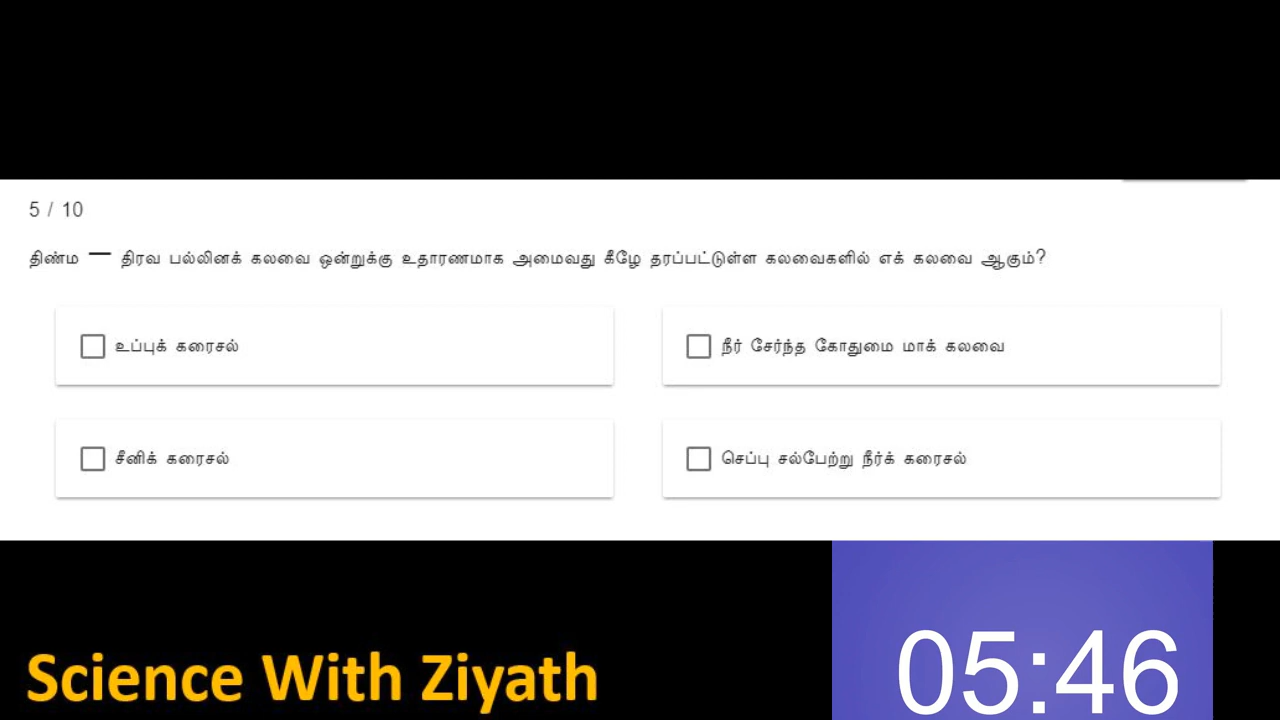 5 / 10
திண்ம — திரவ பல்லினக் கலவை ஒன்றுக்கு உதாரணமாக அமைவது கீழே தரப்பட்டுள்ள கலவைகளில் எக் கலவை ஆகும்?
உப்புக் கரைசல்
நீர் சேர்ந்த கோதுமை மாக் கலவை
சீனிக் கரைசல்
செப்பு சல்பேற்று நீர்க் கரைசல்
Science With Ziyath
05:46